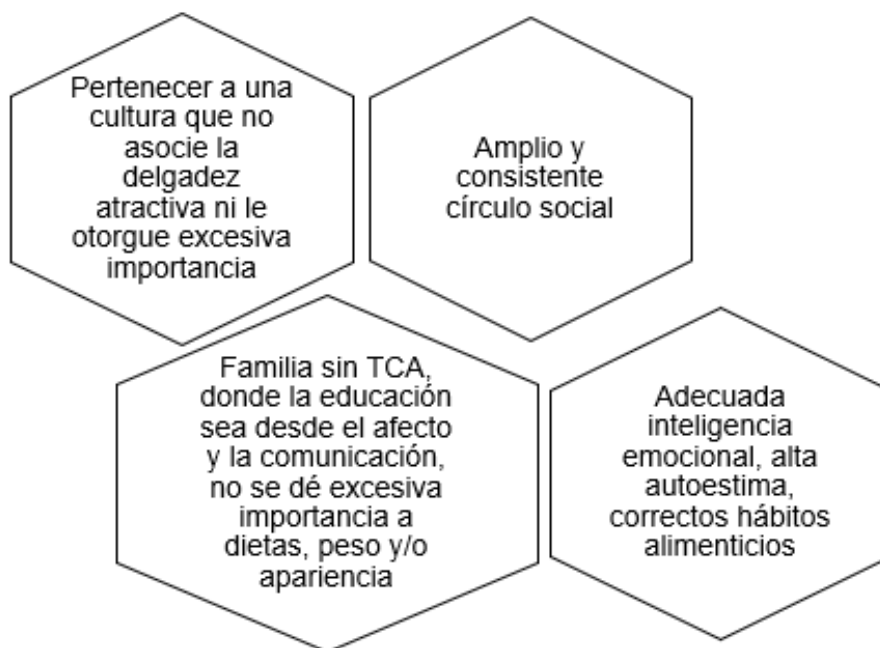 Pertenecer a una
cultura que no
asocie la
delgadez
atractiva ni le
otorgue excesiva
importancia
Amplio y
consistente
círculo social
Familia sin TCA,
donde la educación
sea desde el afecto
y la comunicación,
no se dé excesiva
importancia a
dietas, peso y/o
apariencia
Adecuada
inteligencia
emocional, alta
autoestima,
correctos hábitos
alimenticios